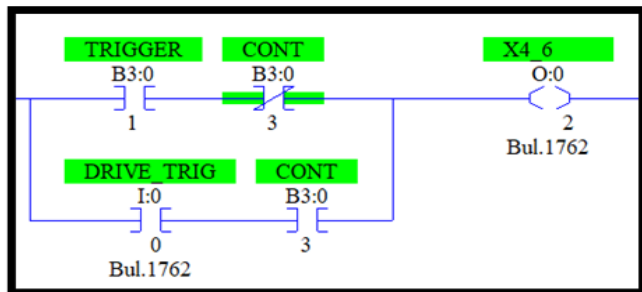 TRIGGER CONT X4_6
B3:0 B3:0 O:0
1 3 2
Bul.1762
DRIVE_TRIG CONT
I:0 B3:0
0 3
Bul.1762